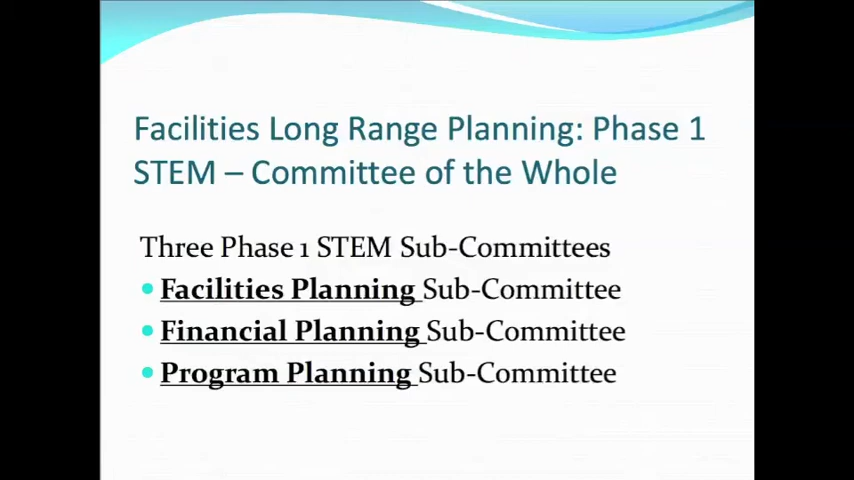 Facilities Long Range Planning: Phase 1
STEM – Committee of the Whole
Three Phase 1 STEM Sub-Committees
• Facilities Planning Sub-Committee
• Financial Planning Sub-Committee
• Program Planning Sub-Committee